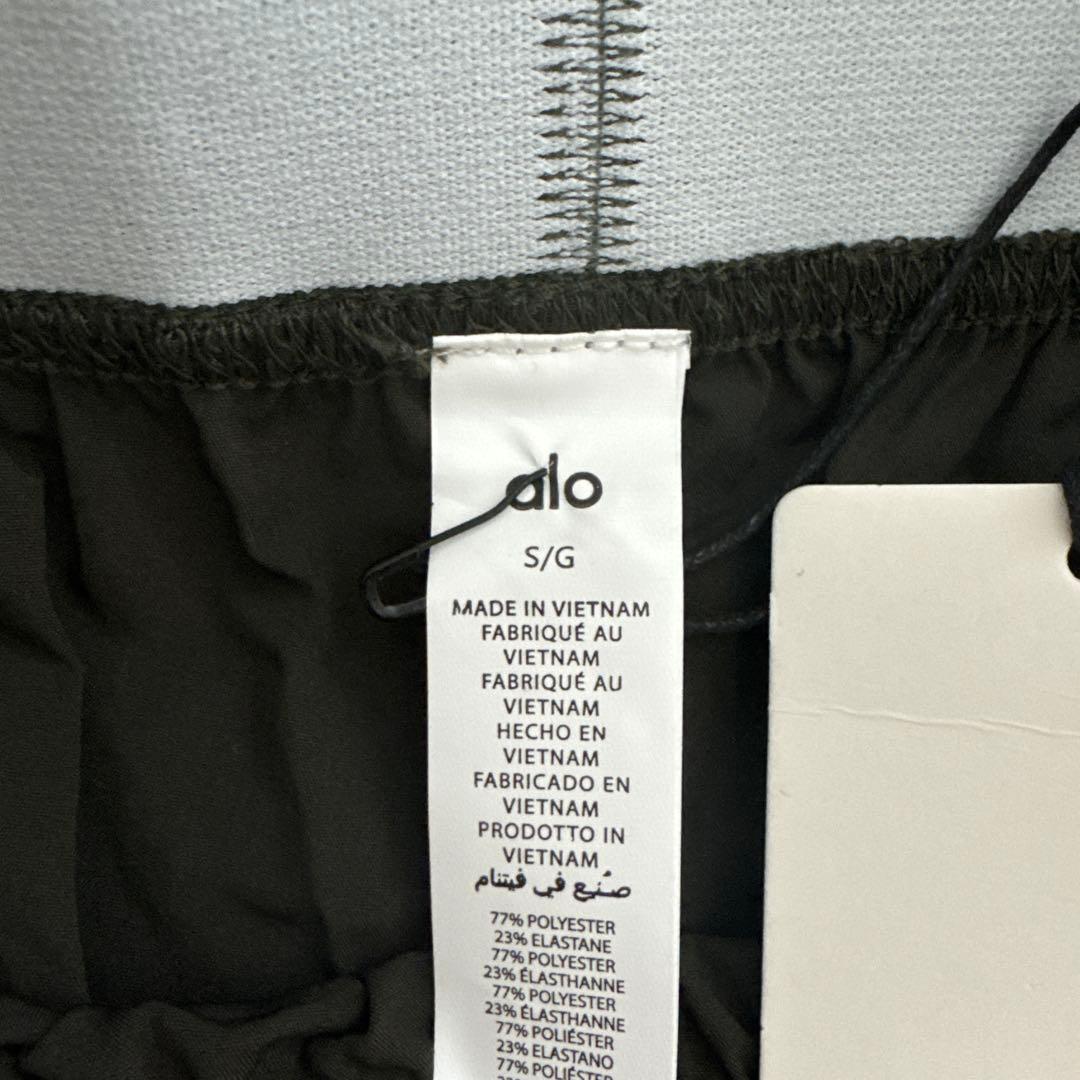 alo
S/G
MADE IN VIETNAM
FABRIQUÉ AU
VIETNAM
FABRIQUÉ AU
VIETNAM
HECHO EN
VIETNAM
FABRICADO EN
VIETNAM
PRODOTTO IN
VIETNAM
صُنِع في فيتنام
77% POLYESTER
23% ELASTANE
77% POLYESTER
23% ÉLASTHANNE
77% POLYESTER
23% ÉLASTHANNE
77% POLIÉSTER
23% ELASTANO
77% POLIÉSTER